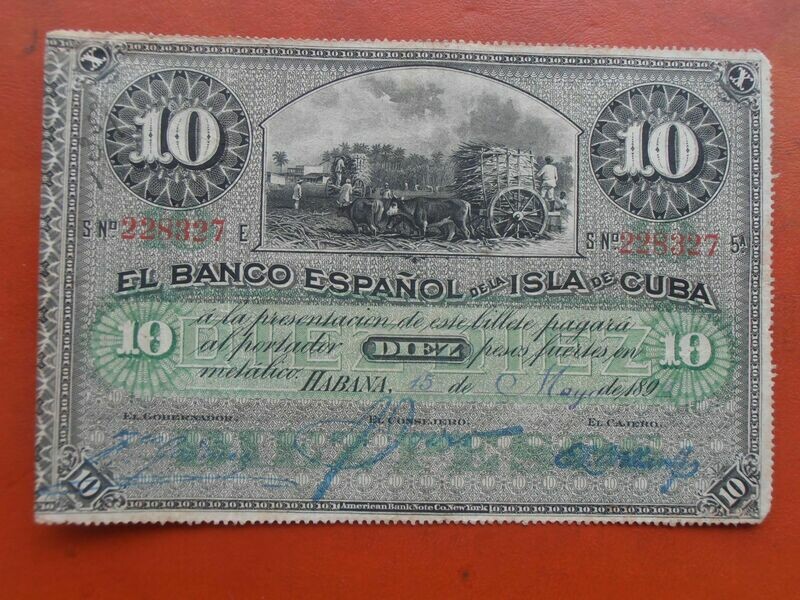 X X
10 10
S Nº 228327 E S Nº 228327 5ª
EL BANCO ESPAÑOL DE LA ISLA DE CUBA
á la presentacion de este billete pagará
10 al portador DIEZ pesos fuertes en 10
DIEZ DIEZ
metálico. HABANA, 15 de Mayo de 189
EL GOBERNADOR. EL CONSEJERO. EL CAJERO.
10 10
American Bank Note Co. New York